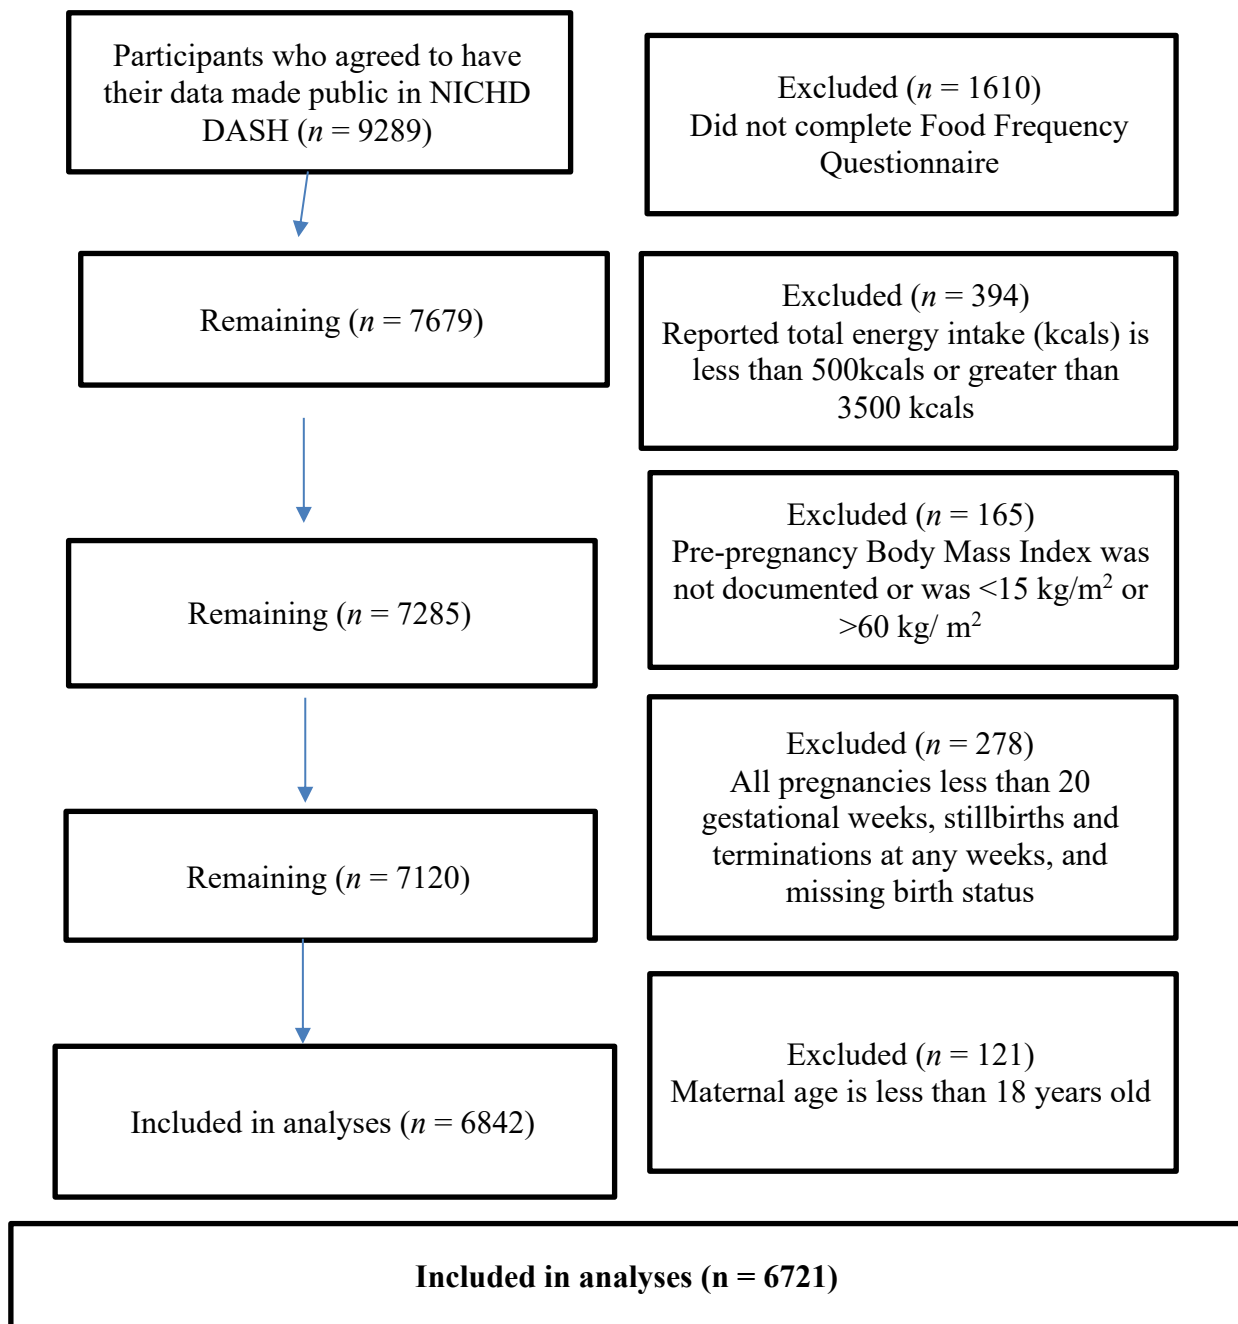 Participants who agreed to have
their data made public in NICHD
DASH (n = 9289)
Excluded (n = 1610)
Did not complete Food Frequency
Questionnaire
Remaining (n = 7679)
Excluded (n = 394)
Reported total energy intake (kcals) is
less than 500kcals or greater than
3500 kcals
Remaining (n = 7285)
Excluded (n = 165)
Pre-pregnancy Body Mass Index was
not documented or was <15 kg/m² or
>60 kg/ m²
Remaining (n = 7120)
Excluded (n = 278)
All pregnancies less than 20
gestational weeks, stillbirths and
terminations at any weeks, and
missing birth status
Included in analyses (n = 6842)
Excluded (n = 121)
Maternal age is less than 18 years old
Included in analyses (n = 6721)